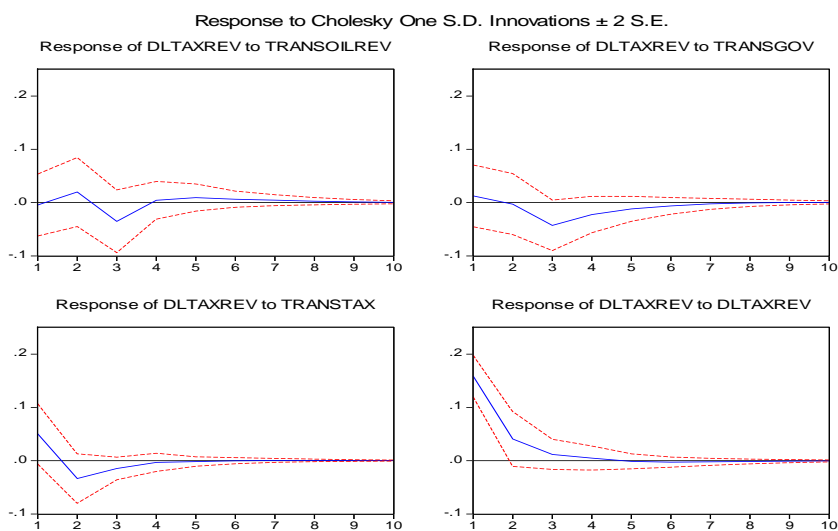 Response to Cholesky One S.D. Innovations ± 2 S.E.
Response of DLTAXREV to TRANSOILREV
.2
.1
.0
-.1
1 2 3 4 5 6 7 8 9 10
Response of DLTAXREV to TRANSGOV
.2
.1
.0
-.1
1 2 3 4 5 6 7 8 9 10
Response of DLTAXREV to TRANSTAX
.2
.1
.0
-.1
1 2 3 4 5 6 7 8 9 10
Response of DLTAXREV to DLTAXREV
.2
.1
.0
-.1
1 2 3 4 5 6 7 8 9 10